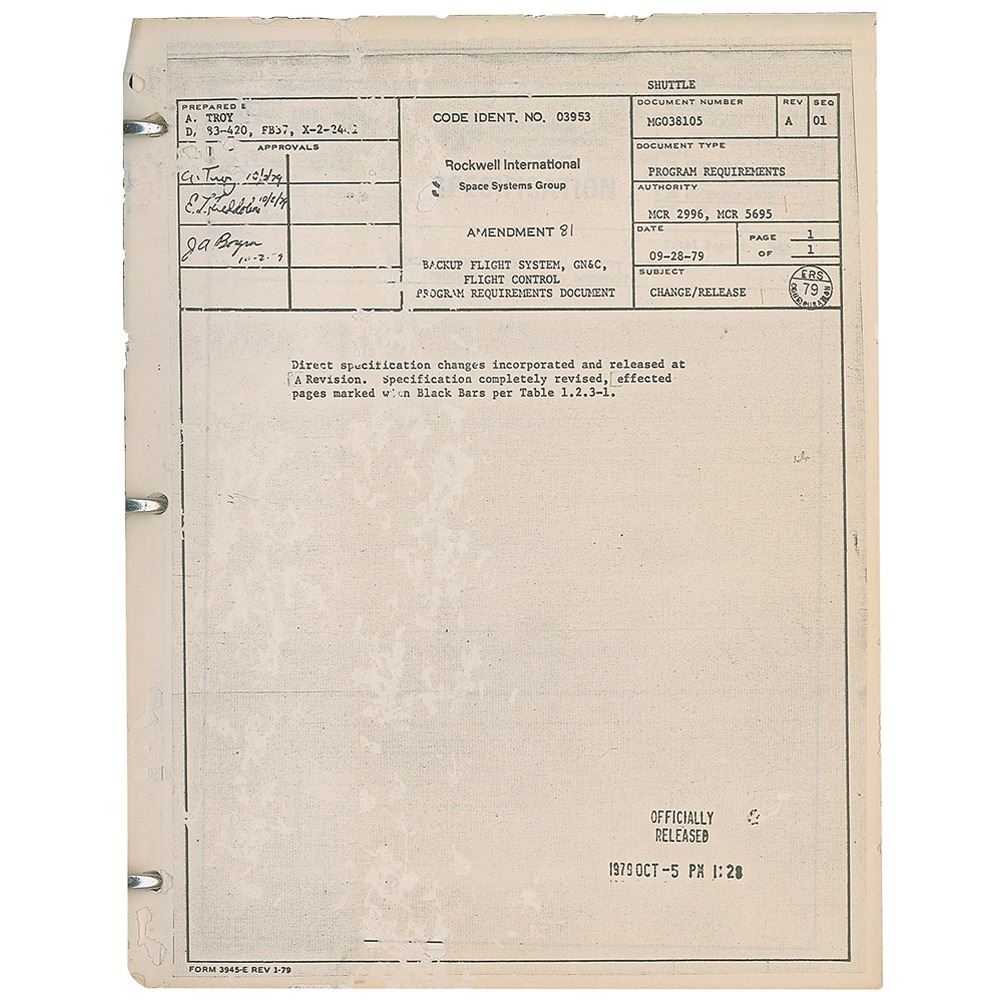 SHUTTLE
PREPARED B
A. TROY
D/ 83-420, FB37,
APPROVALS
A. Troy 10/2/79
CODE IDENT. NO. 03953
Rockwell International
Space Systems Group
AMENDMENT 81
BACKUP FLIGHT SYSTEM, GN&C,
FLIGHT CONTROL
PROGRAM REQUIREMENTS DOCUMENT
DOCUMENT NUMBER
MG038105
REV
A
SEQ
01
DOCUMENT TYPE
PROGRAM REQUIREMENTS
AUTHORITY
MCR 2996, MCR 5695
DATE
09-28-79
PAGE 1
OF 1
SUBJECT
CHANGE/RELEASE
ERS
79
Direct specification changes incorporated and released at
A Revision. Specification completely revised, effected
pages marked Black Bars per Table 1.2.3-1.
OFFICIALLY
RELEASED
1979 OCT -5 PM 1:28
FORM 3945-E REV 1-79